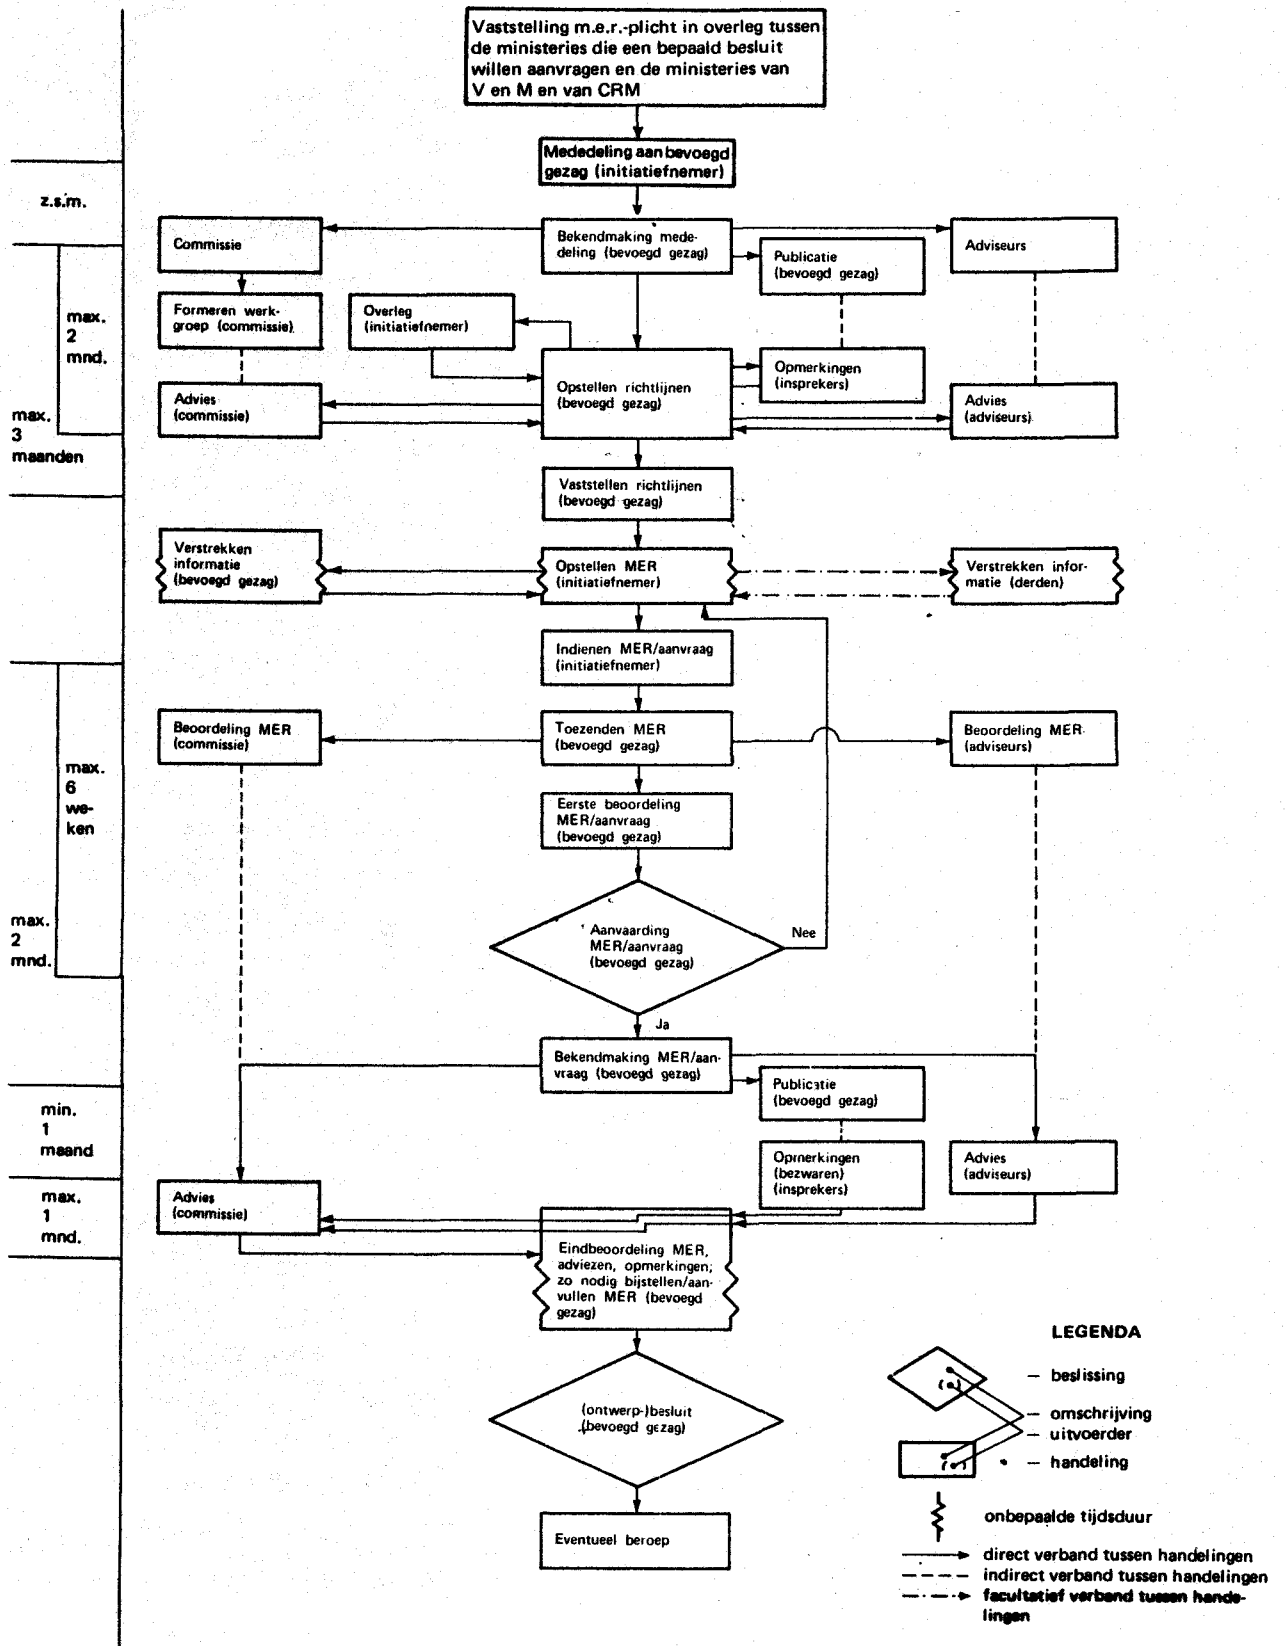 Vaststelling m.e.r.-plicht in overleg tussen
de ministeries die een bepaald besluit
willen aanvragen en de ministeries van
V en M en van CRM
Mededeling aan bevoegd
gezag (initiatiefnemer)
z.s.m.
Commissie
Bekendmaking mede-
deling (bevoegd gezag)
Publicatie
(bevoegd gezag)
Adviseurs
max.
2
mnd.
Formeren werk-
groep (commissie)
Overleg
(initiatiefnemer)
Opstellen richtlijnen
(bevoegd gezag)
Opmerkingen
(insprekers)
max.
3
maanden
Advies
(commissie)
Advies
(adviseurs)
Vaststellen richtlijnen
(bevoegd gezag)
Verstrekken
informatie
(bevoegd gezag)
Opstellen MER
(initiatiefnemer)
Verstrekken infor-
matie (derden)
Indienen MER/aanvraag
(initiatiefnemer)
Beoordeling MER
(commissie)
Toezenden MER
(bevoegd gezag)
Beoordeling MER
(adviseurs)
max.
6
we-
ken
Eerste beoordeling
MER/aanvraag
(bevoegd gezag)
max.
2
mnd.
Aanvaarding
MER/aanvraag
(bevoegd gezag)
Nee
Ja
Bekendmaking MER/aan-
vraag (bevoegd gezag)
Publicatie
(bevoegd gezag)
min.
1
maand
Opmerkingen
(bezwaren)
(insprekers)
Advies
(adviseurs)
max.
1
mnd.
Advies
(commissie)
Eindbeoordeling MER,
adviezen, opmerkingen;
zo nodig bijstellen/aan-
vullen MER (bevoegd
gezag)
(ontwerp-)besluit
(bevoegd gezag)
Eventueel beroep
LEGENDA
— beslissing
— omschrijving
— uitvoerder
— handeling
onbepaalde tijdsduur
direct verband tussen handelingen
indirect verband tussen handelingen
facultatief verband tussen hande-
lingen